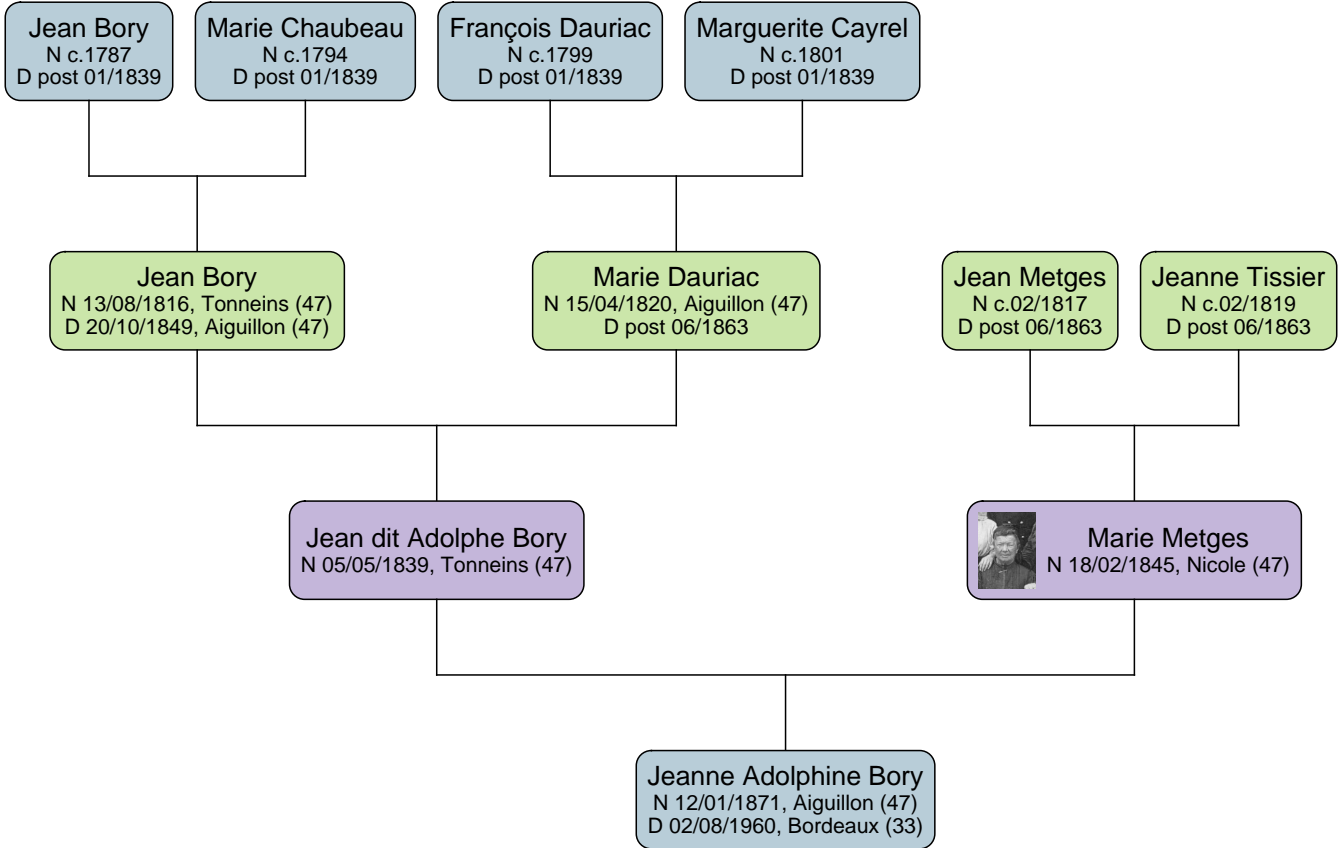 Jean Bory
N c.1787
D post 01/1839
Marie Chaubeau
N c.1794
D post 01/1839
François Dauriac
N c.1799
D post 01/1839
Marguerite Cayrel
N c.1801
D post 01/1839
Jean Bory
N 13/08/1816, Tonneins (47)
D 20/10/1849, Aiguillon (47)
Marie Dauriac
N 15/04/1820, Aiguillon (47)
D post 06/1863
Jean Metges
N c.02/1817
D post 06/1863
Jeanne Tissier
N c.02/1819
D post 06/1863
Jean dit Adolphe Bory
N 05/05/1839, Tonneins (47)
Marie Metges
N 18/02/1845, Nicole (47)
Jeanne Adolphine Bory
N 12/01/1871, Aiguillon (47)
D 02/08/1960, Bordeaux (33)